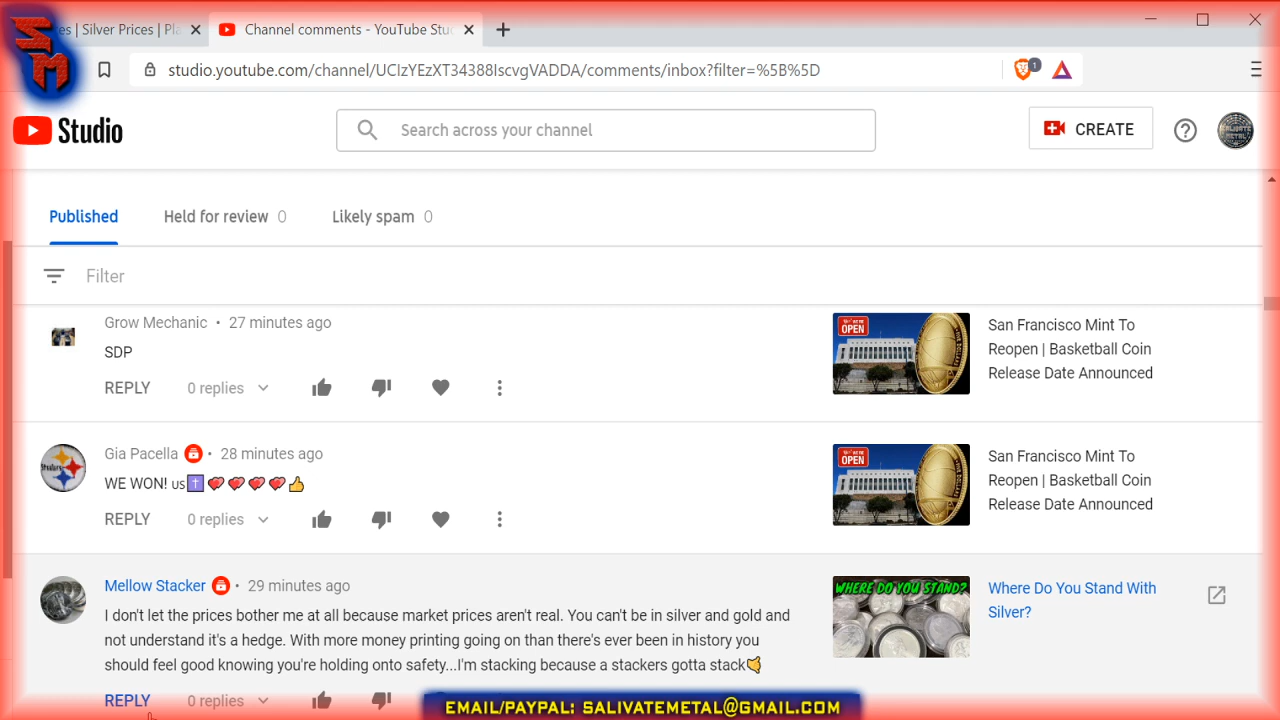 SM
es | Silver Prices | Pla
Channel comments - YouTube Stu
studio.youtube.com/channel/UCIzYEzXT34388IscvgVADDA/comments/inbox?filter=%5B%5D
1
Studio
Search across your channel
CREATE
Published
Held for review 0
Likely spam 0
Filter
Grow Mechanic • 27 minutes ago
SDP
REPLY
0 replies
OPEN
San Francisco Mint To
Reopen | Basketball Coin
Release Date Announced
Gia Pacella • 28 minutes ago
WE WON! us✝️💓💓💓💓👍
REPLY
0 replies
OPEN
San Francisco Mint To
Reopen | Basketball Coin
Release Date Announced
Mellow Stacker • 29 minutes ago
I don't let the prices bother me at all because market prices aren't real. You can't be in silver and gold and
not understand it's a hedge. With more money printing going on than there's ever been in history you
should feel good knowing you're holding onto safety...I'm stacking because a stackers gotta stack🤙
REPLY
0 replies
WHERE DO YOU STAND?
Where Do You Stand With
Silver?
EMAIL/PAYPAL: SALIVATEMETAL@GMAIL.COM